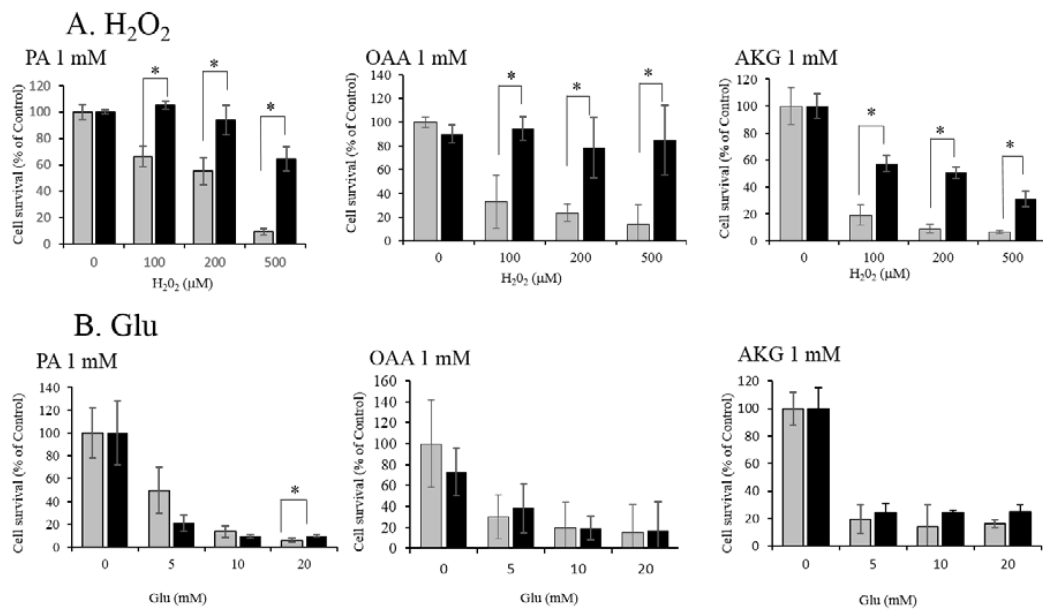 A. H₂O₂
PA 1 mM
OAA 1 mM
AKG 1 mM
Cell survival (% of Control)
120
100
80
60
40
20
0
*
*
*
0 100 200 500
H₂0₂ (μM)
Cell survival (% of Control)
140
120
100
80
60
40
20
0
*
*
*
0 100 200 500
H₂0₂ (μM)
Cell survival (% of Control)
120
100
80
60
40
20
0
*
*
*
0 100 200 500
H₂0₂ (μM)
B. Glu
PA 1 mM
OAA 1 mM
AKG 1 mM
Cell survival (% of Control)
140
120
100
80
60
40
20
0
*
0 5 10 20
Glu (mM)
Cell survival (% of Control)
160
140
120
100
80
60
40
20
0
0 5 10 20
Glu (mM)
Cell survival (% of Control)
120
100
80
60
40
20
0
0 5 10 20
Glu (mM)